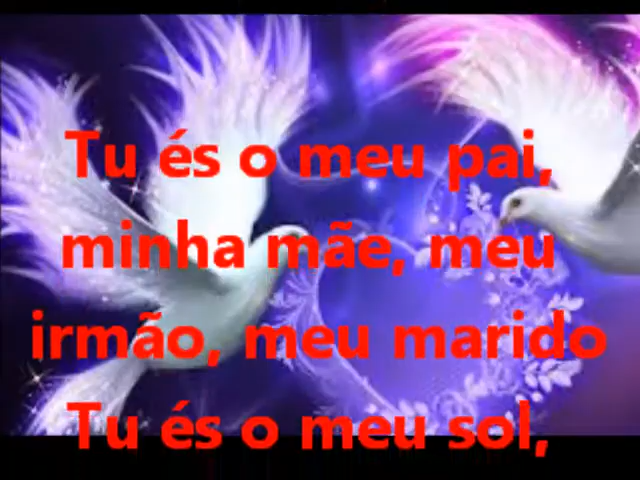 Tu és o meu pai,
minha mãe, meu
irmão, meu marido
Tu és o meu sol,